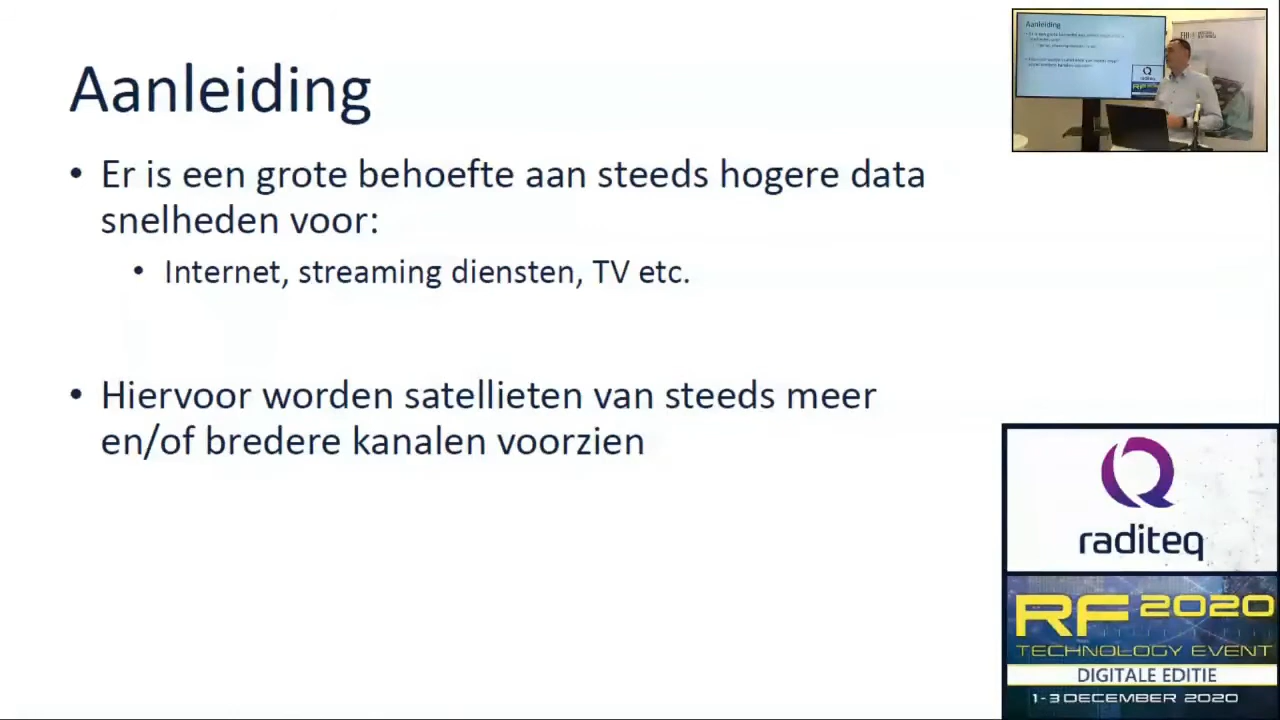 Aanleiding
• Er is een grote behoefte aan steeds hogere data
snelheden voor:
• Internet, streaming diensten, TV etc.
• Hiervoor worden satellieten van steeds meer
en/of bredere kanalen voorzien
Aanleiding
raditeq
RF 2020
TECHNOLOGY EVENT
DIGITALE EDITIE
1-3 DECEMBER 2020